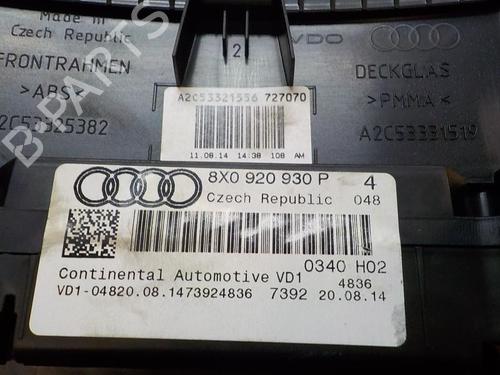 Made in
Czech Republic
VDO
2
FRONTRAHMEN
>ABS<
A2C53325382
DECKGLAS
>PMMA<
A2C53331519
A2C53321556 727070
11.08.14 14:38 108 AM
B PARTS
8X0 920 930 P 4
Czech Republic 048
0340 H02
Continental Automotive VD1 4836
VD1-04820.08.1473924836 7392 20.08.14